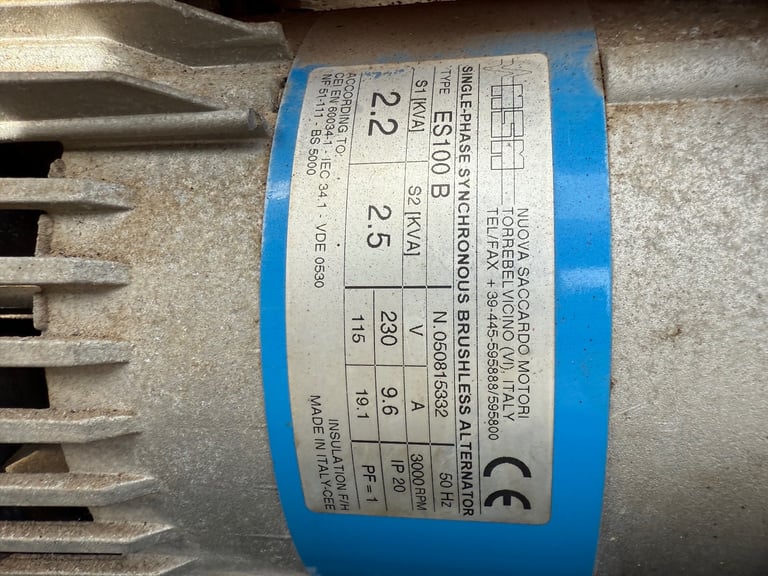 NSM
NUOVA SACCARDO MOTORI
TORREBELVICINO (VI), ITALY
TEL/FAX + 39-445-595888/595800
CE
SINGLE-PHASE SYNCHRONOUS BRUSHLESS ALTERNATOR
TYPE ES100 B N.050815332 50 Hz
S1 [KVA] S2 [KVA] V A 3000 RPM
2.2 2.5 230 9.6 IP 20
115 19.1 PF = 1
ACCORDING TO:
CEI EN 60034-1 - IEC 34.1 - VDE 0530
NF 51-111 - BS 5000
INSULATION F/H
MADE IN ITALY-CEE